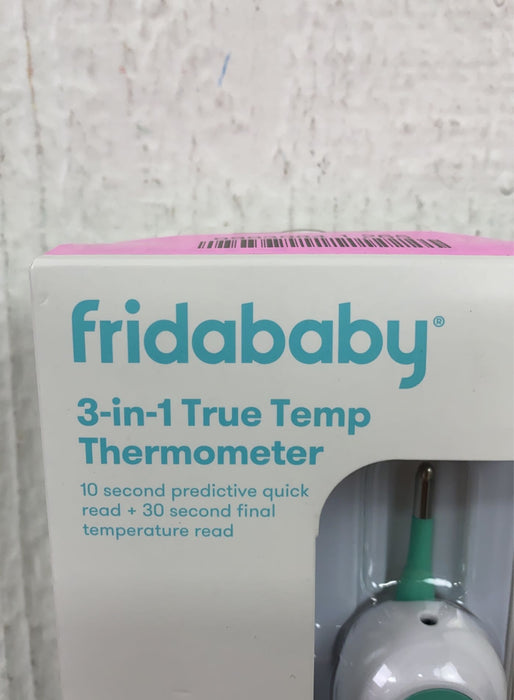 fridababy®
3-in-1 True Temp
Thermometer
10 second predictive quick
read + 30 second final
temperature read